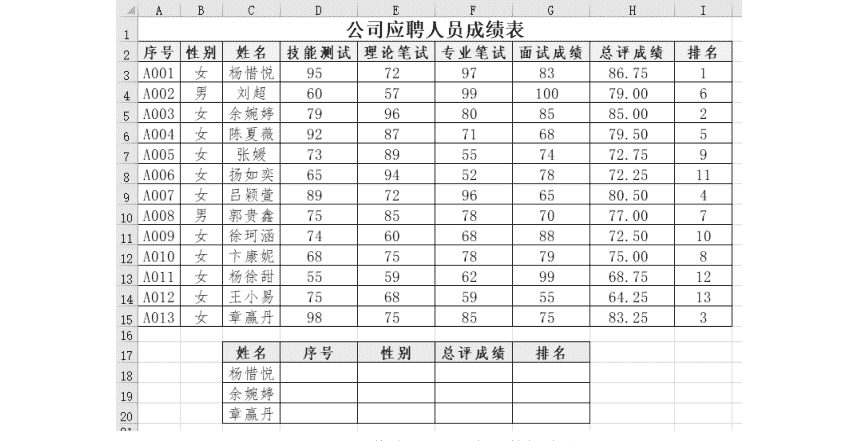 A B C D E F G H I
1 公司应聘人员成绩表
2 序号 性别 姓名 技能测试 理论笔试 专业笔试 面试成绩 总评成绩 排名
3 A001 女 杨惜悦 95 72 97 83 86.75 1
4 A002 男 刘超 60 57 99 100 79.00 6
5 A003 女 余婉婷 79 96 80 85 85.00 2
6 A004 女 陈夏薇 92 87 71 68 79.50 5
7 A005 女 张媛 73 89 55 74 72.75 9
8 A006 女 扬如奕 65 94 52 78 72.25 11
9 A007 女 吕颖萱 89 72 96 65 80.50 4
10 A008 男 郭贵鑫 75 85 78 70 77.00 7
11 A009 女 徐珂涵 74 60 68 88 72.50 10
12 A010 女 卞康妮 68 75 78 79 75.00 8
13 A011 女 杨徐甜 55 59 62 99 68.75 12
14 A012 女 王小易 75 68 59 55 64.25 13
15 A013 女 章赢丹 98 75 85 75 83.25 3
16
17 姓名 序号 性别 总评成绩 排名
18 杨惜悦
19 余婉婷
20 章赢丹